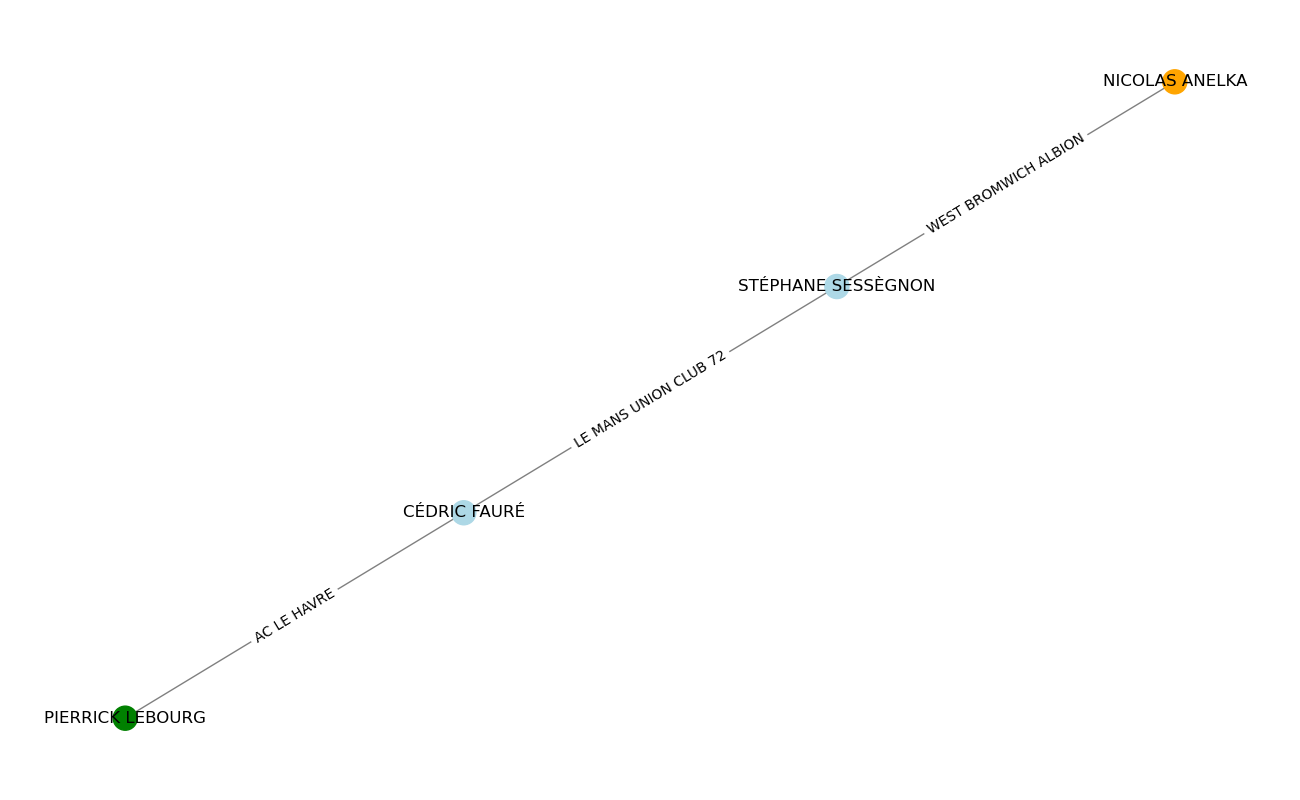 NICOLAS ANELKA
WEST BROMWICH ALBION
STÉPHANE SESSÈGNON
LE MANS UNION CLUB 72
CÉDRIC FAURÉ
AC LE HAVRE
PIERRICK LEBOURG